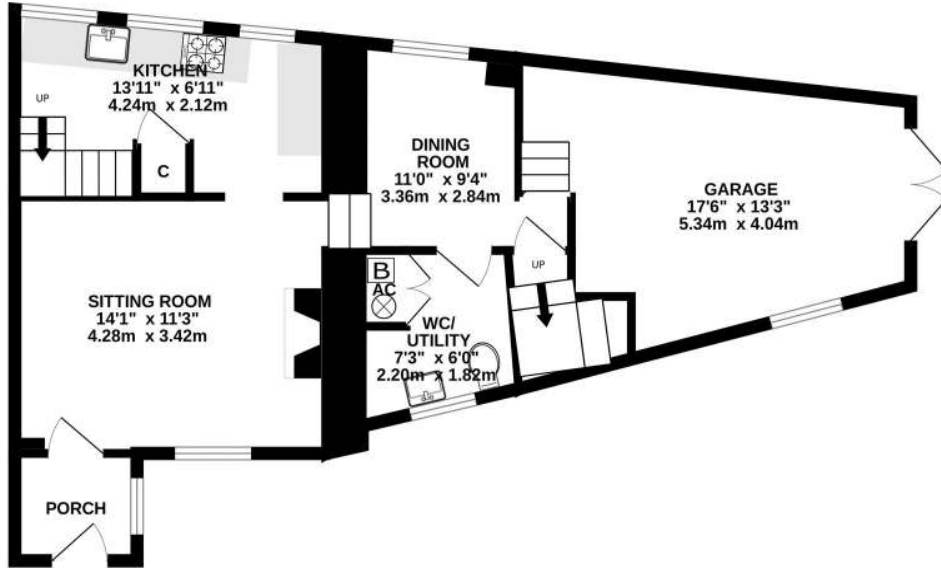 KITCHEN
13'11" x 6'11"
4.24m x 2.12m
UP
C
DINING
ROOM
11'0" x 9'4"
3.36m x 2.84m
GARAGE
17'6" x 13'3"
5.34m x 4.04m
UP
SITTING ROOM
14'1" x 11'3"
4.28m x 3.42m
B
AC
WC/
UTILITY
7'3" x 6'0"
2.20m x 1.82m
PORCH